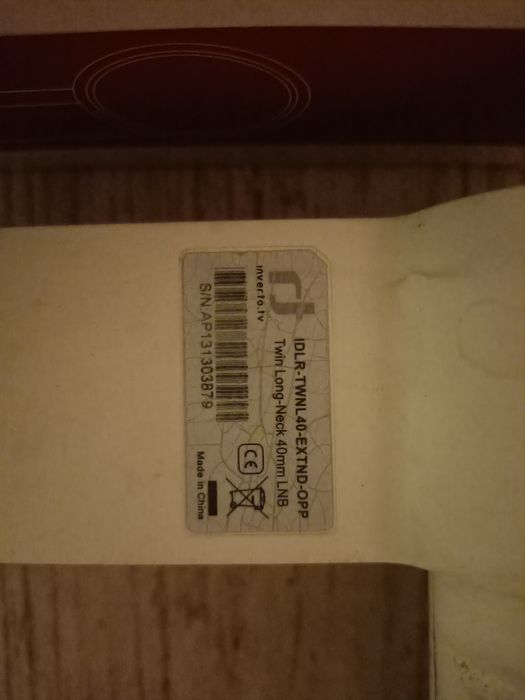 IDLR-TWNL40-EXTND-OPP
Twin Long-Neck 40mm LNB
inverto.tv
S/N:AP131303879
CE
Made in China